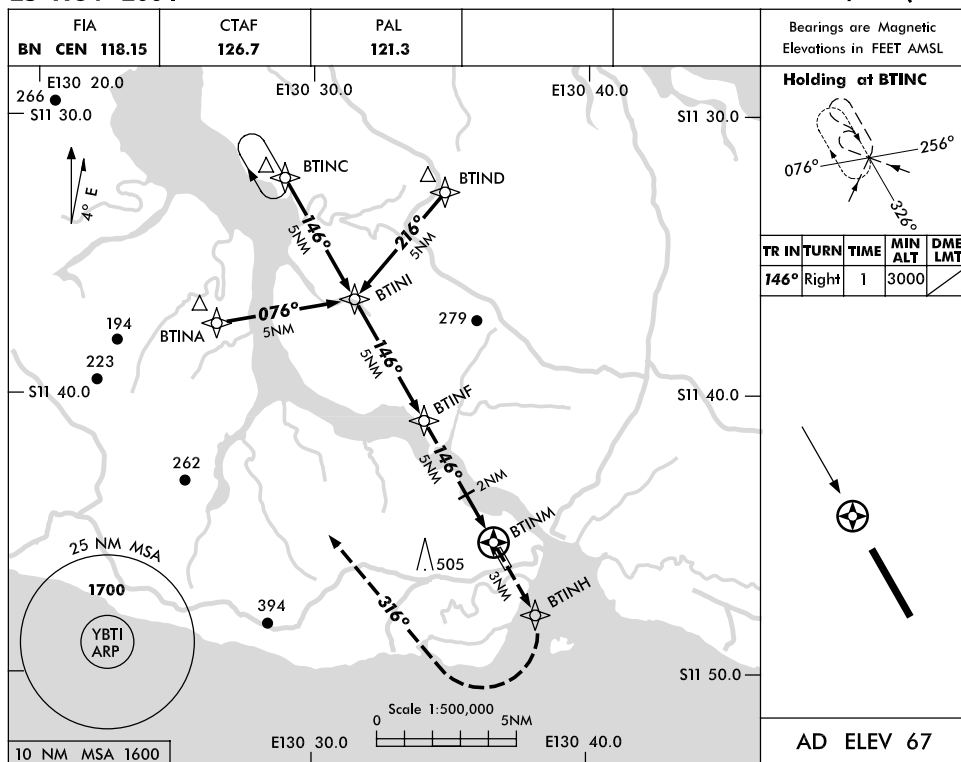 FIA
CTAF
PAL
BN CEN 118.15
126.7
121.3
Bearings are Magnetic
Elevations in FEET AMSL
E130 20.0
E130 30.0
E130 40.0
266
S11 30.0
S11 30.0
4° E
BTINC
BTIND
146°
5NM
216°
5NM
BTINI
076°
5NM
BTINA
279
194
223
146°
5NM
S11 40.0
S11 40.0
BTINF
146°
5NM
2NM
262
BTINM
25 NM MSA
1700
YBTI
ARP
505
3NM
BTINH
316°
394
S11 50.0
Scale 1:500,000
0
5NM
10 NM MSA 1600
E130 30.0
E130 40.0
Holding at BTINC
076°
256°
326°
TR IN TURN TIME MIN ALT DME LMT
146° Right 1 3000
AD ELEV 67